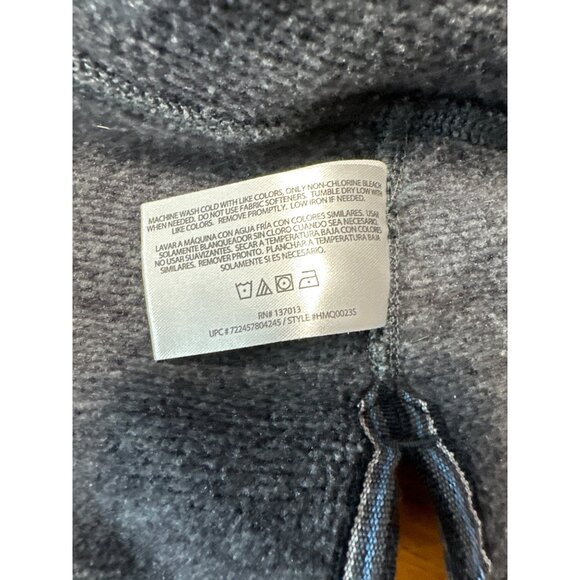 MACHINE WASH COLD WITH LIKE COLORS, ONLY NON-CHLORINE BLEACH
WHEN NEEDED. DO NOT USE FABRIC SOFTENERS. TUMBLE DRY LOW WITH
LIKE COLORS. REMOVE PROMPTLY. LOW IRON IF NEEDED.
LAVAR A MÁQUINA CON AGUA FRÍA CON COLORES SIMILARES. USAR
SOLAMENTE BLANQUEADOR SIN CLORO CUANDO SEA NECESARIO.
NO USAR SUAVIZANTES. SECAR A TEMPERATURA BAJA CON COLORES
SIMILARES. REMOVER PRONTO. PLANCHAR A TEMPERATURA BAJA
SOLAMENTE SI ES NECESARIO.
RN# 137013
UPC # 722457804245 / STYLE #HMQ0023S